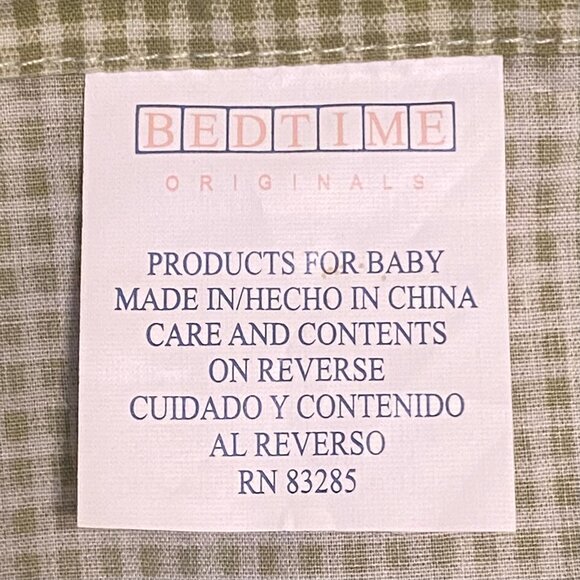 BEDTIME
ORIGINALS
PRODUCTS FOR BABY
MADE IN/HECHO IN CHINA
CARE AND CONTENTS
ON REVERSE
CUIDADO Y CONTENIDO
AL REVERSO
RN 83285